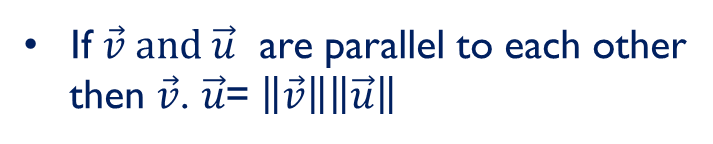 • If v⃗ and u⃗ are parallel to each other
then v⃗. u⃗= ‖v⃗‖‖u⃗‖